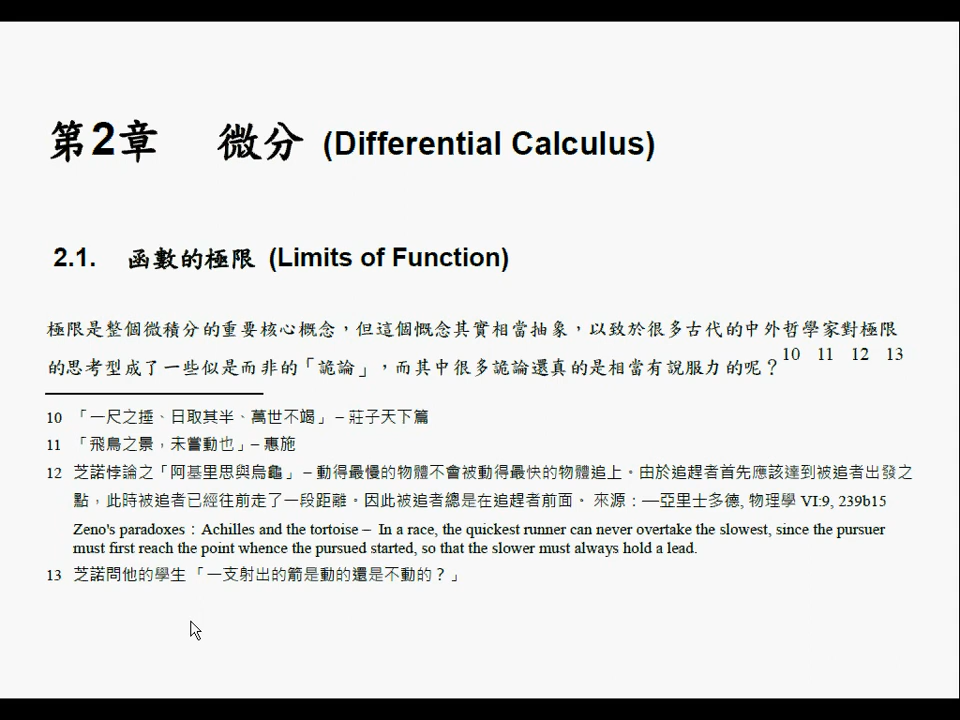 第2章 微分 (Differential Calculus)
2.1. 函數的極限 (Limits of Function)
極限是整個微積分的重要核心概念，但這個慨念其實相當抽象，以致於很多古代的中外哲學家對極限
的思考型成了一些似是而非的「詭論」，而其中很多詭論還真的是相當有說服力的呢？10 11 12 13
10 「一尺之捶、日取其半、萬世不竭」– 莊子天下篇
11 「飛鳥之景，未嘗動也」– 惠施
12 芝諾悖論之「阿基里思與烏龜」– 動得最慢的物體不會被動得最快的物體追上。由於追趕者首先應該達到被追者出發之
點，此時被追者已經往前走了一段距離。因此被追者總是在追趕者前面。 來源：—亞里士多德, 物理學 VI:9, 239b15
Zeno's paradoxes：Achilles and the tortoise – In a race, the quickest runner can never overtake the slowest, since the pursuer
must first reach the point whence the pursued started, so that the slower must always hold a lead.
13 芝諾問他的學生「一支射出的箭是動的還是不動的？」